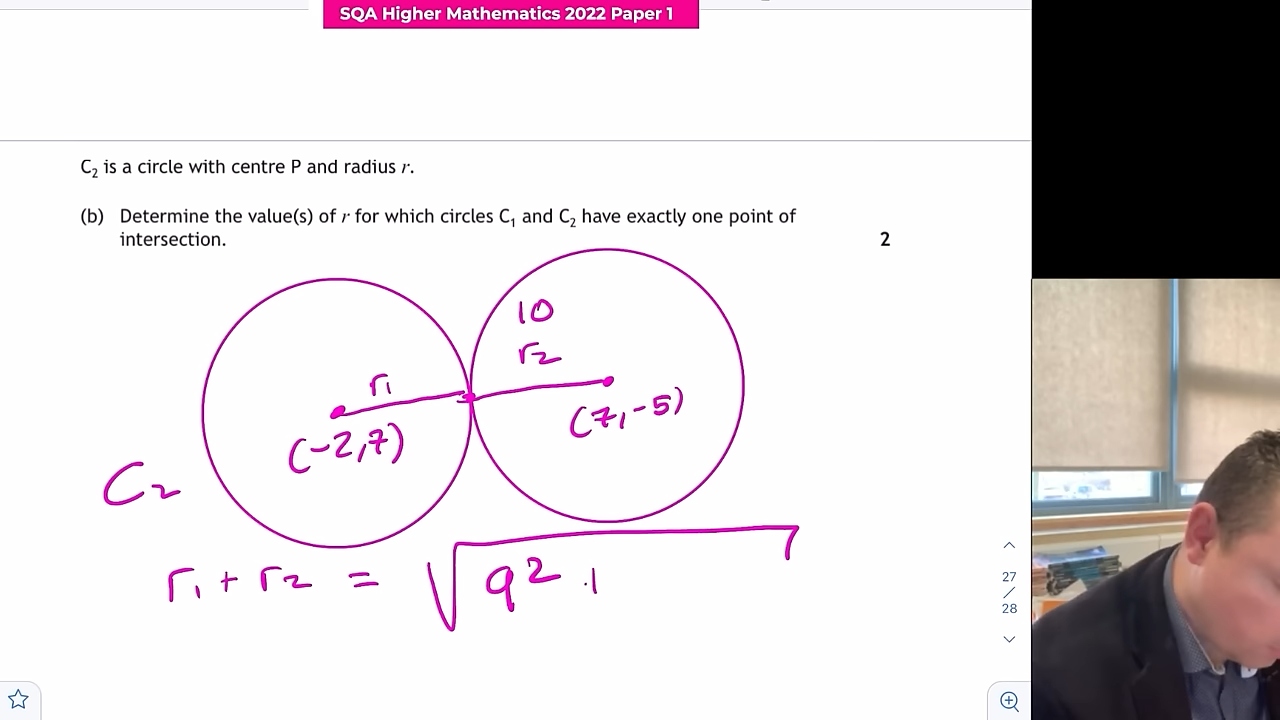 SQA Higher Mathematics 2022 Paper 1
C₂ is a circle with centre P and radius r.
(b) Determine the value(s) of r for which circles C₁ and C₂ have exactly one point of
intersection.
2
10
r₂
r₁
(7,-5)
(-2,7)
C₂
r₁ + r₂ = √9²
27
/
28